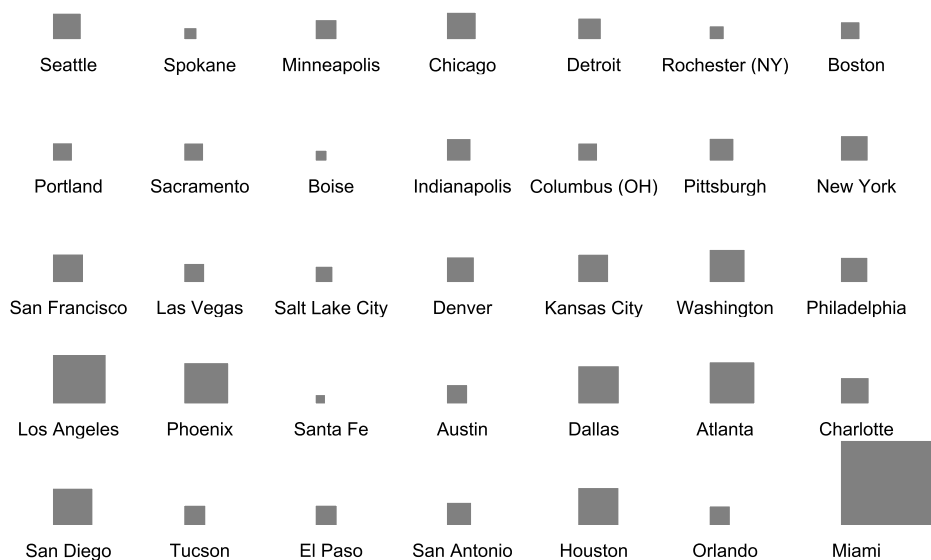 Seattle Spokane Minneapolis Chicago Detroit Rochester (NY) Boston
Portland Sacramento Boise Indianapolis Columbus (OH) Pittsburgh New York
San Francisco Las Vegas Salt Lake City Denver Kansas City Washington Philadelphia
Los Angeles Phoenix Santa Fe Austin Dallas Atlanta Charlotte
San Diego Tucson El Paso San Antonio Houston Orlando Miami